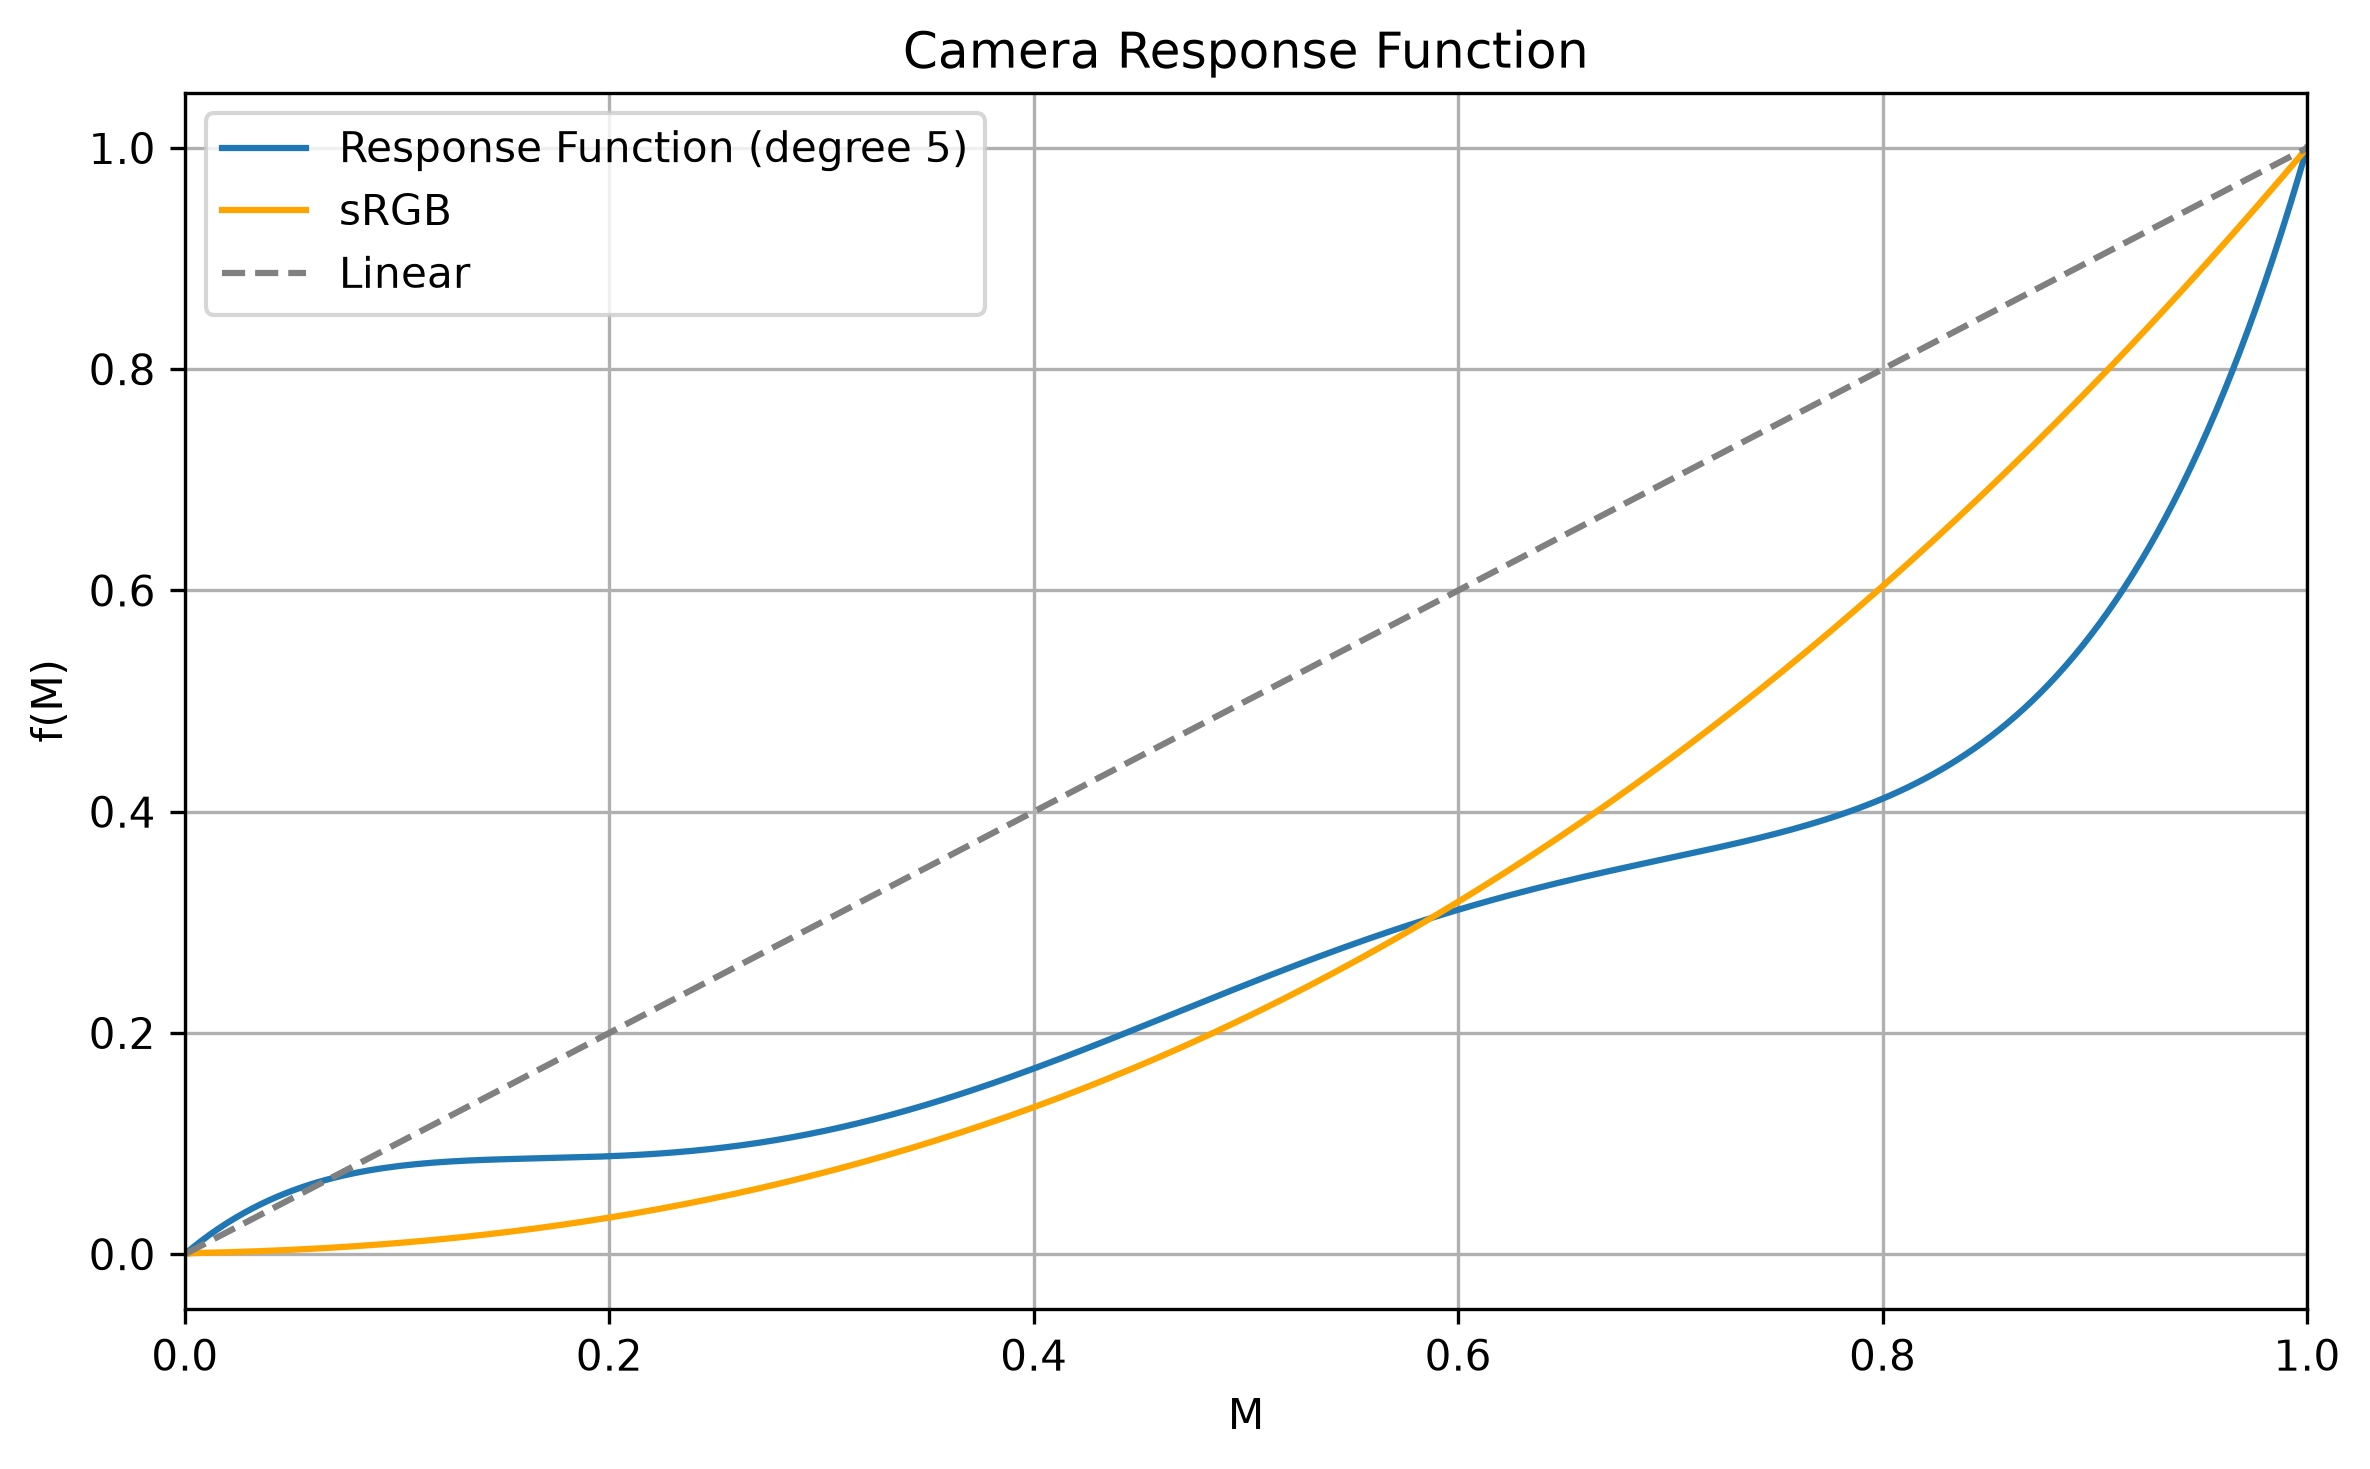 Camera Response Function
Response Function (degree 5)
sRGB
Linear
1.0
0.8
0.6
0.4
0.2
0.0
f(M)
0.0 0.2 0.4 0.6 0.8 1.0
M